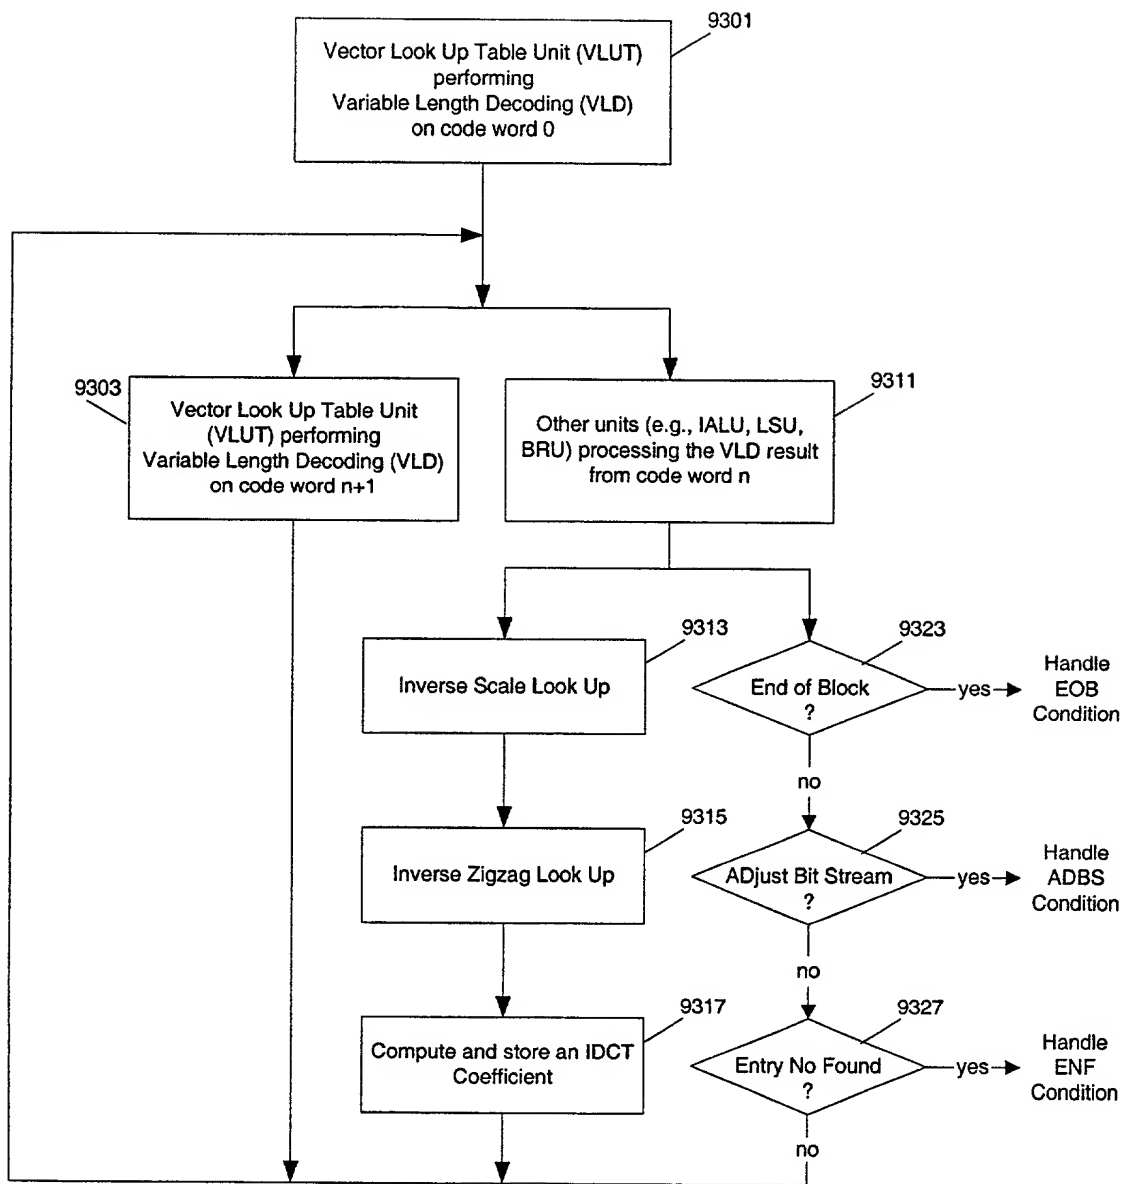 9301
Vector Look Up Table Unit (VLUT)
performing
Variable Length Decoding (VLD)
on code word 0
9303
Vector Look Up Table Unit
(VLUT) performing
Variable Length Decoding (VLD)
on code word n+1
9311
Other units (e.g., IALU, LSU,
BRU) processing the VLD result
from code word n
9313
Inverse Scale Look Up
9323
End of Block
?
yes
Handle
EOB
Condition
no
9315
Inverse Zigzag Look Up
9325
ADjust Bit Stream
?
yes
Handle
ADBS
Condition
no
9317
Compute and store an IDCT
Coefficient
9327
Entry No Found
?
yes
Handle
ENF
Condition
no